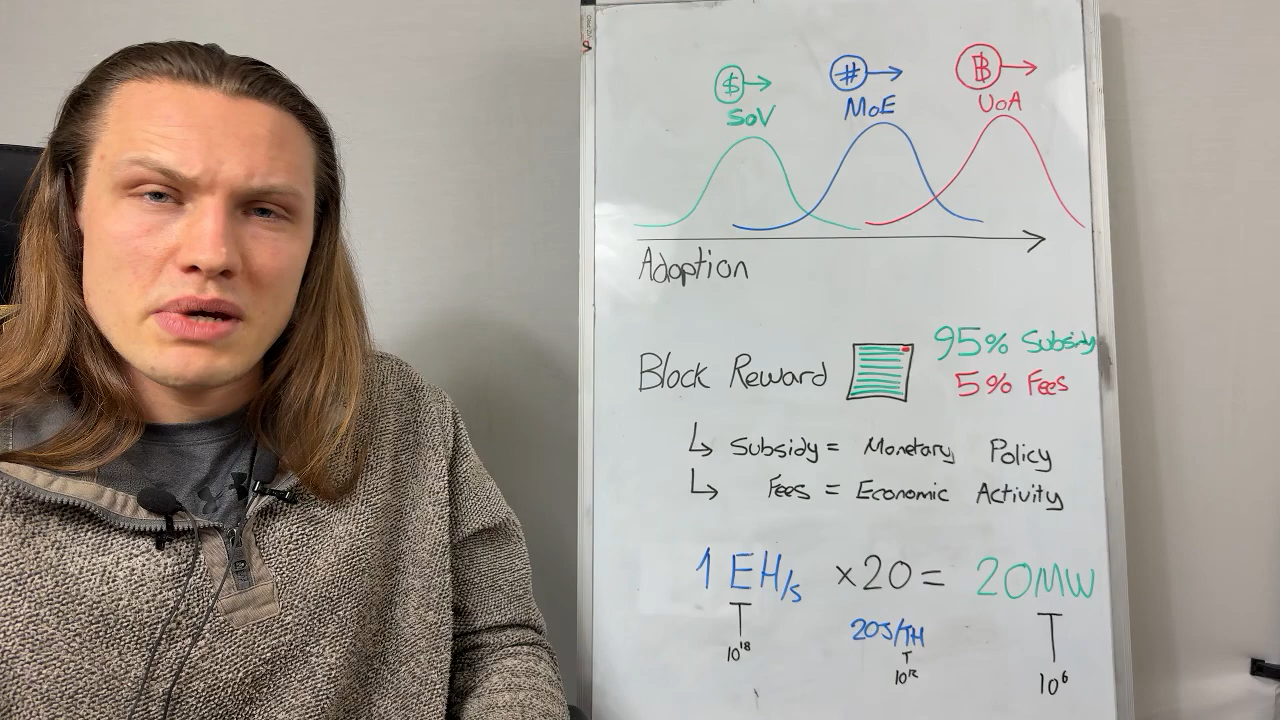 $ → # → ₿ →
SoV MoE UoA
Adoption
Block Reward 95% Subsidy
5% Fees
↳ Subsidy = Monetary Policy
↳ Fees = Economic Activity
1 EH/s ×20 = 20MW
20J/TH
10¹⁸ 10¹² 10⁶